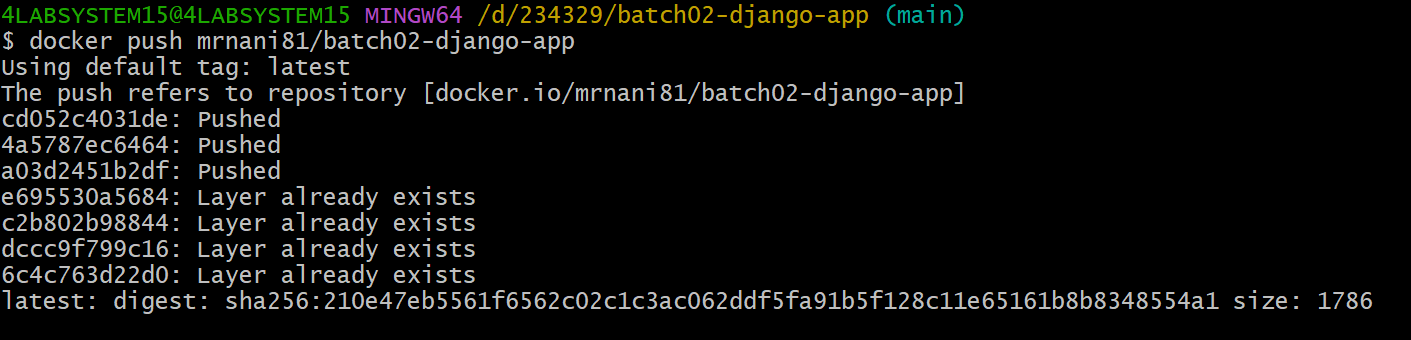 4LABSYSTEM15@4LABSYSTEM15 MINGW64 /d/234329/batch02-django-app (main)
$ docker push mrnani81/batch02-django-app
Using default tag: latest
The push refers to repository [docker.io/mrnani81/batch02-django-app]
cd052c4031de: Pushed
4a5787ec6464: Pushed
a03d2451b2df: Pushed
e695530a5684: Layer already exists
c2b802b98844: Layer already exists
dccc9f799c16: Layer already exists
6c4c763d22d0: Layer already exists
latest: digest: sha256:210e47eb5561f6562c02c1c3ac062ddf5fa91b5f128c11e65161b8b8348554a1 size: 1786